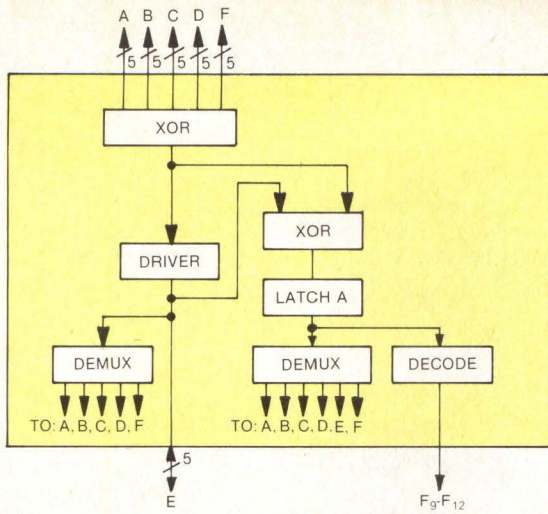 A B C D F
5 5 5 5 5
XOR
XOR
DRIVER
LATCH A
DEMUX
DEMUX
DECODE
TO: A, B, C, D, F
TO: A, B, C, D. E, F
5
E
F₉-F₁₂